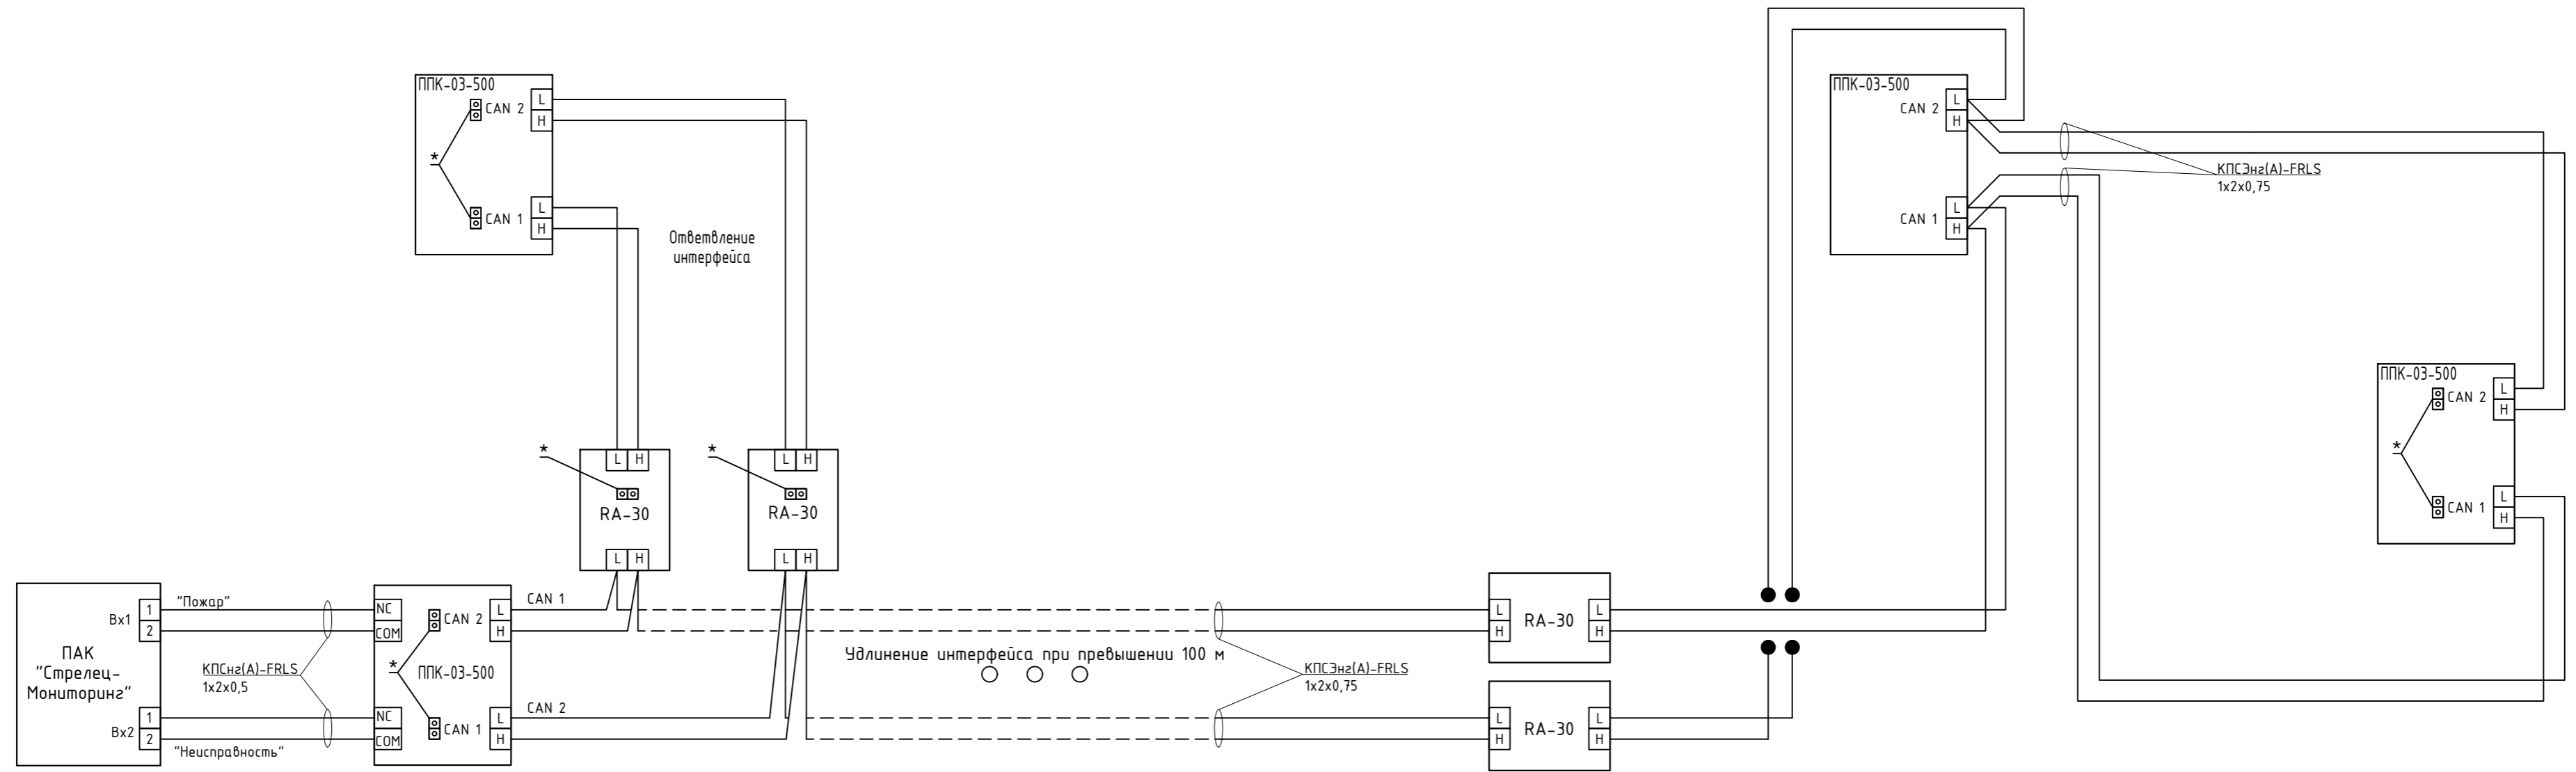 ППК-03-500
CAN 2
L
H
*
CAN 1
L
H
Ответвление
интерфейса
ППК-03-500
CAN 2
L
H
CAN 1
L
H
КПСЭнг(А)-FRLS
1х2х0,75
ППК-03-500
CAN 2
L
H
*
CAN 1
L
H
*
L H
RA-30
L H
*
L H
RA-30
L H
ПАК
"Стрелец-
Мониторинг"
Вх1
1
2
Вх2
1
2
"Пожар"
"Неисправность"
КПСнг(А)-FRLS
1х2х0,5
NC
COM
NC
COM
CAN 2
*
ППК-03-500
CAN 1
L
H
L
H
CAN 1
CAN 2
Удлинение интерфейса при превышении 100 м
КПСЭнг(А)-FRLS
1х2х0,75
L
H
RA-30
L
H
L
H
RA-30
L
H